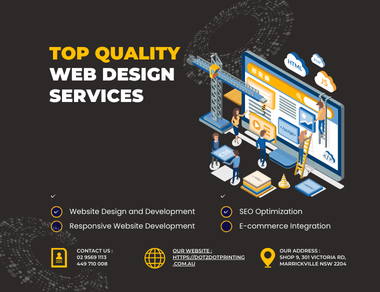 TOP QUALITY
WEB DESIGN
SERVICES
HTML
JS
Website Design and Development
SEO Optimization
Responsive Website Development
E-commerce Integration
CONTACT US :
02 9569 1113
449 710 008
OUR WEBSITE :
HTTPS://DOT2DOTPRINTING
.COM.AU
OUR ADDRESS :
SHOP 9, 301 VICTORIA RD,
MARRICKVILLE NSW 2204